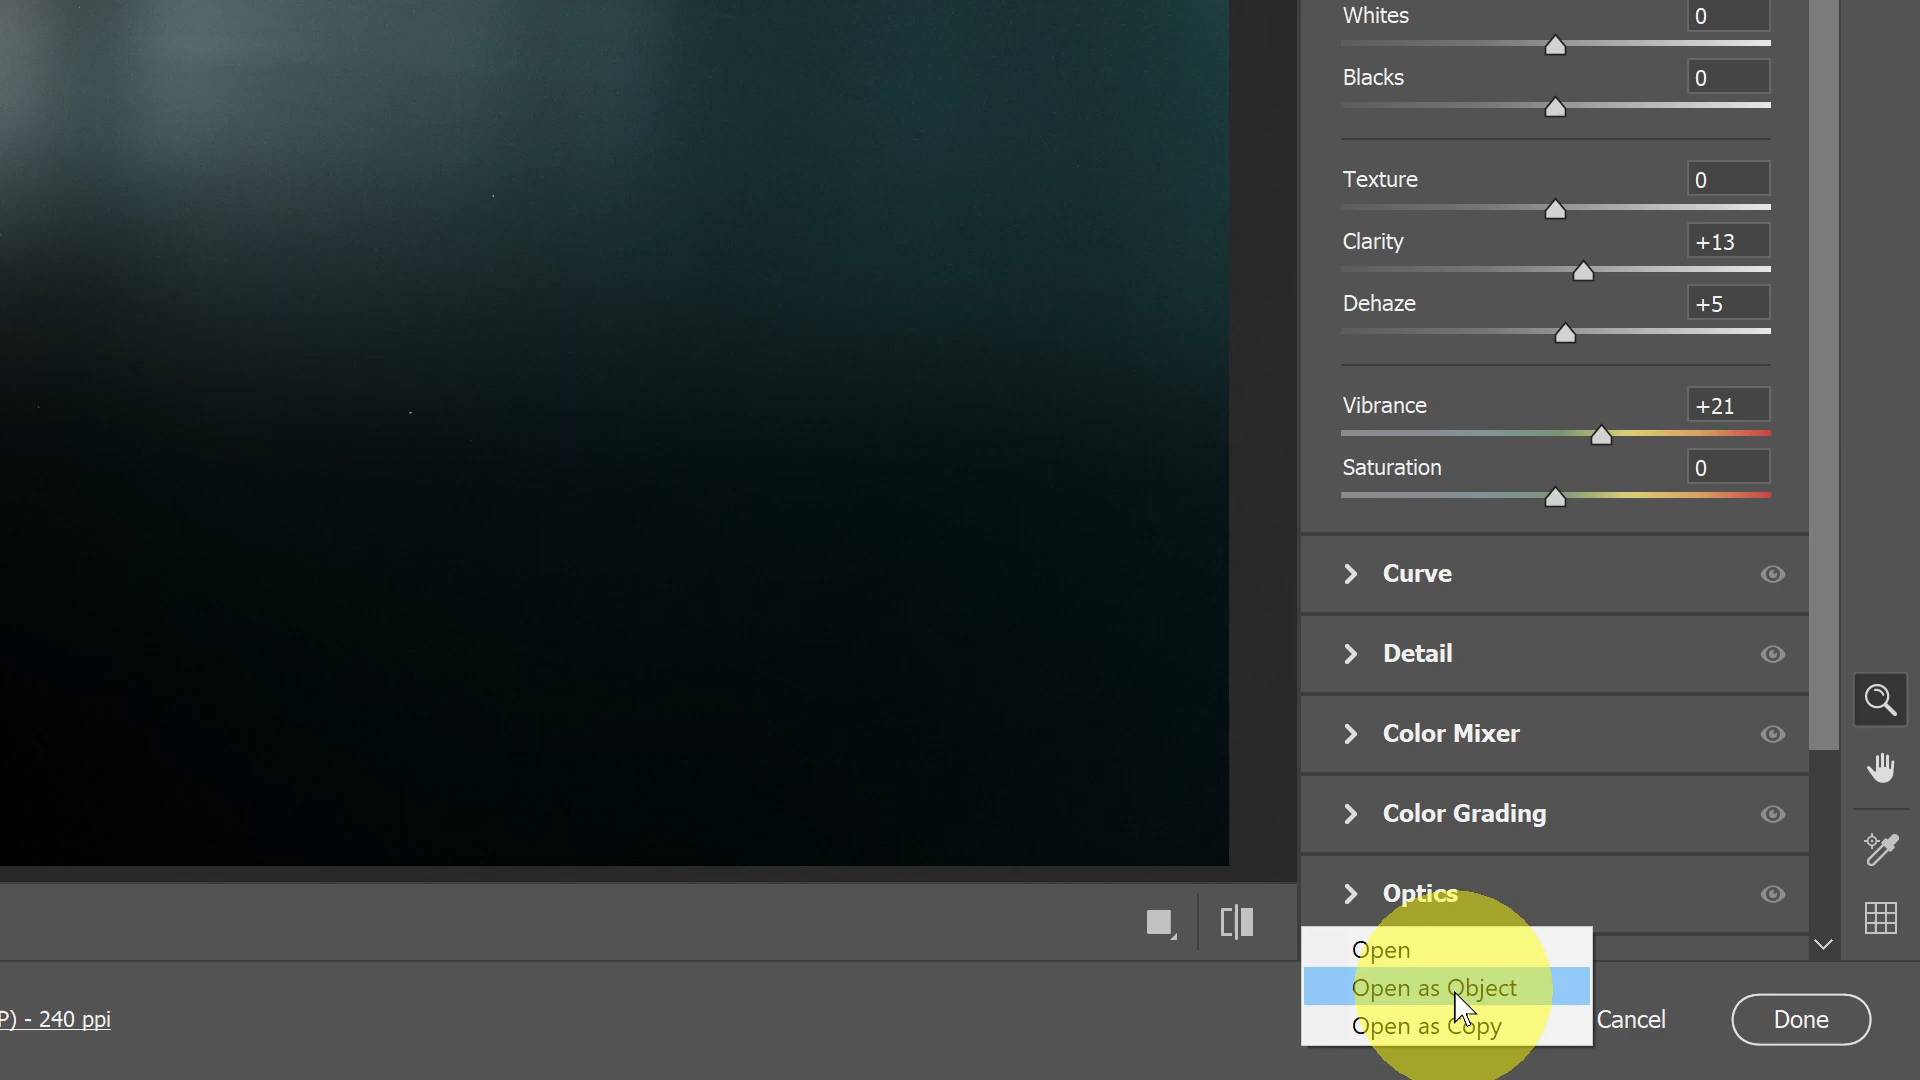 Whites 0
Blacks 0
Texture 0
Clarity +13
Dehaze +5
Vibrance +21
Saturation 0
Curve
Detail
Color Mixer
Color Grading
Optics
Open
Open as Object
Open as Copy
P) - 240 ppi
Cancel
Done